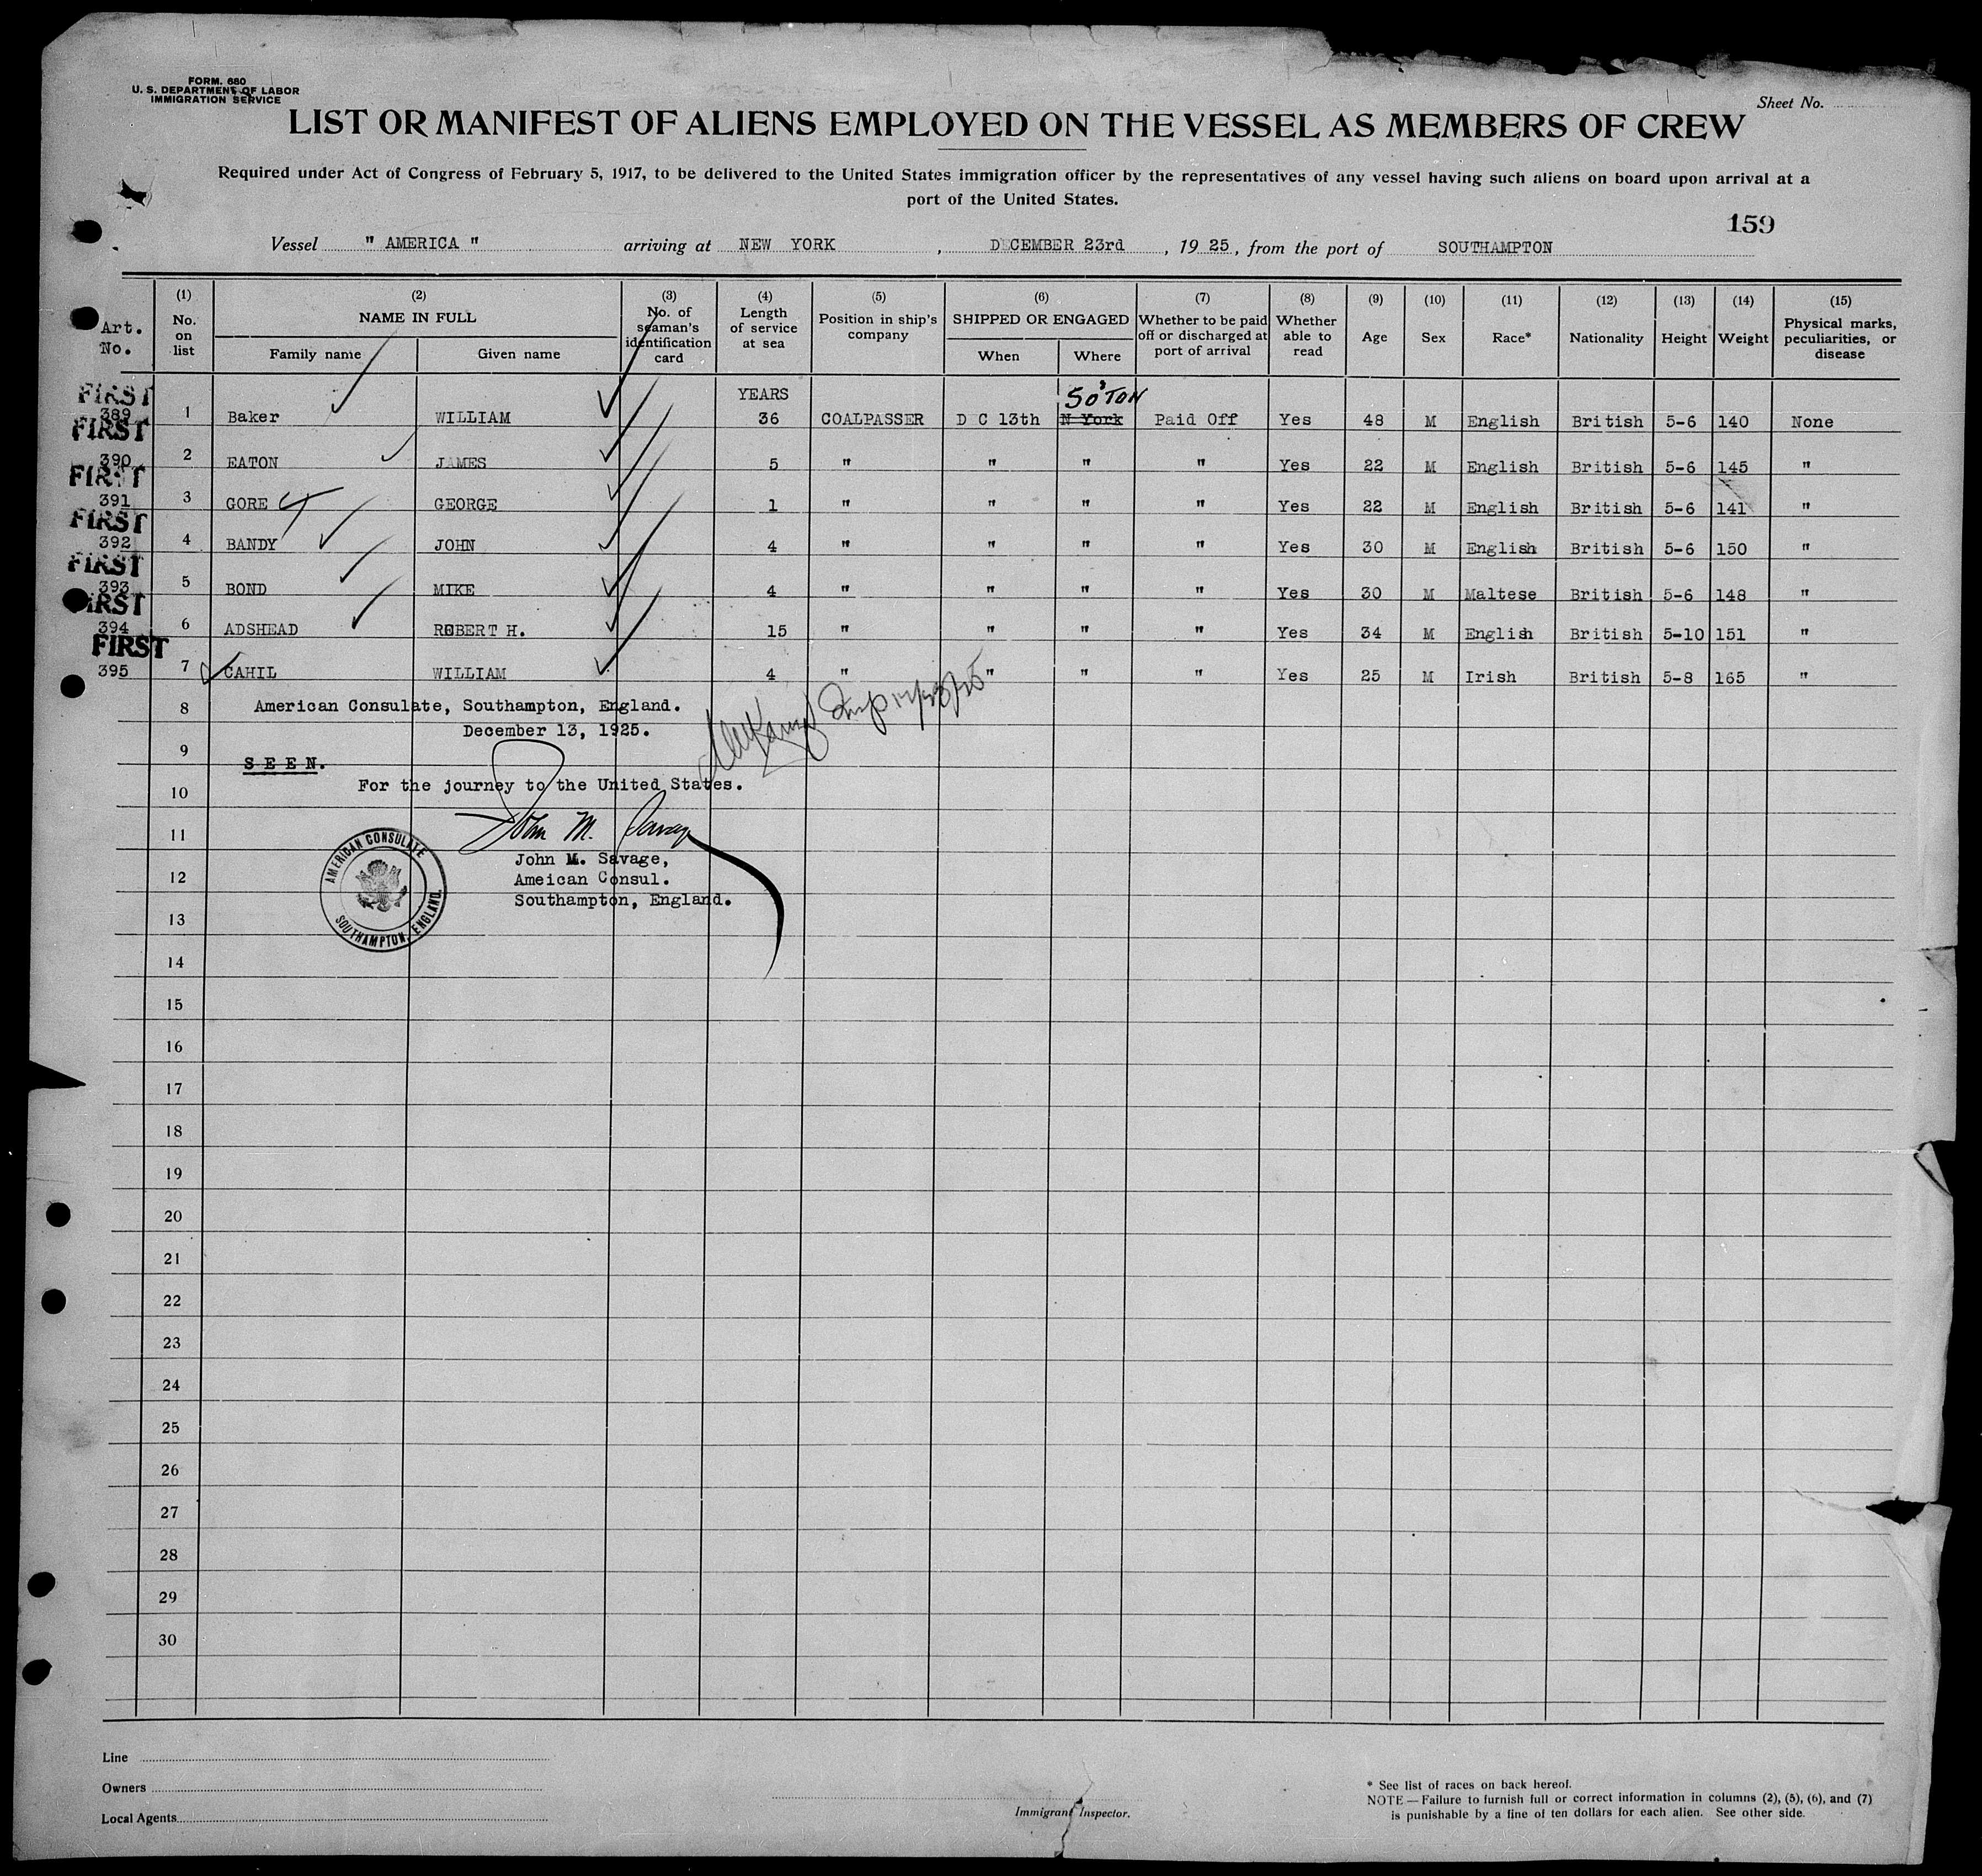 FORM. 680
U. S. DEPARTMENT OF LABOR
IMMIGRATION SERVICE
Sheet No.
LIST OR MANIFEST OF ALIENS EMPLOYED ON THE VESSEL AS MEMBERS OF CREW
Required under Act of Congress of February 5, 1917, to be delivered to the United States immigration officer by the representatives of any vessel having such aliens on board upon arrival at a
port of the United States.
159
Vessel " AMERICA " arriving at NEW YORK , DECEMBER 23rd , 19 25, from the port of SOUTHAMPTON
Art. No. (1) No. on list (2) NAME IN FULL Family name Given name (3) No. of seaman's identification card (4) Length of service at sea (5) Position in ship's company (6) SHIPPED OR ENGAGED When Where (7) Whether to be paid off or discharged at port of arrival (8) Whether able to read (9) Age (10) Sex (11) Race* (12) Nationality (13) Height (14) Weight (15) Physical marks, peculiarities, or disease
FIRST YEARS SO'TON
389 1 Baker WILLIAM 36 COALPASSER D C 13th N York Paid Off Yes 48 M English British 5-6 140 None
FIRST
390 2 EATON JAMES 5 " " " " Yes 22 M English British 5-6 145 "
FIRST
391 3 GORE GEORGE 1 " " " " Yes 22 M English British 5-6 141 "
FIRST
392 4 BANDY JOHN 4 " " " " Yes 30 M English British 5-6 150 "
FIRST
393 5 BOND MIKE 4 " " " " Yes 30 M Maltese British 5-6 148 "
FIRST
394 6 ADSHEAD ROBERT H. 15 " " " " Yes 34 M English British 5-10 151 "
FIRST
395 7 CAHIL WILLIAM 4 " " " " Yes 25 M Irish British 5-8 165 "
8 American Consulate, Southampton, England.
December 13, 1925.
9
SEEN.
10 For the journey to the United States.
11 John M. Savage
John M. Savage,
12 Ameican Consul.
Southampton, England.
AMERICAN CONSULATE
SOUTHAMPTON, ENGLAND.
13
14
15
16
17
18
19
20
21
22
23
24
25
26
27
28
29
30
Line
Owners
Local Agents
Immigrant Inspector.
* See list of races on back hereof.
NOTE — Failure to furnish full or correct information in columns (2), (5), (6), and (7)
is punishable by a fine of ten dollars for each alien. See other side.